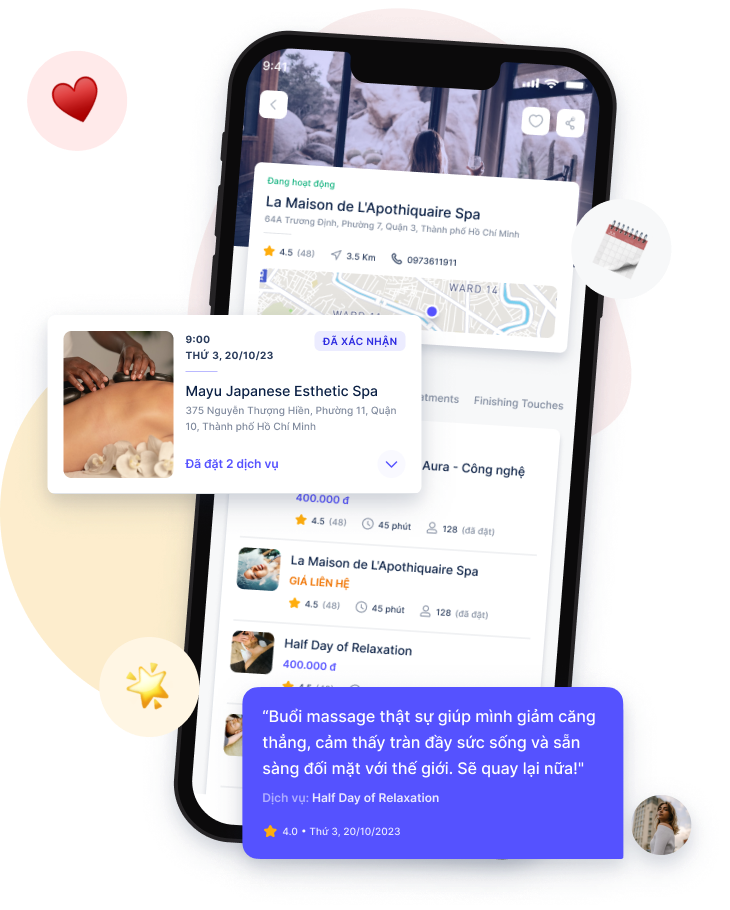 9:41
Đang hoạt động
La Maison de L'Apothiquaire Spa
64A Trương Định, Phường 7, Quận 3, Thành phố Hồ Chí Minh
4.5 (48) 3.5 Km 0973611911
WARD 14
9:00
THỨ 3, 20/10/23
ĐÃ XÁC NHẬN
Mayu Japanese Esthetic Spa
375 Nguyễn Thượng Hiền, Phường 11, Quận
10, Thành phố Hồ Chí Minh
Đã đặt 2 dịch vụ
Finishing Touches
Aura - Công nghệ
400.000 đ
4.5 (48) 45 phút 128 (đã đặt)
La Maison de L'Apothiquaire Spa
GIÁ LIÊN HỆ
4.5 (48) 45 phút 128 (đã đặt)
Half Day of Relaxation
400.000 đ
“Buổi massage thật sự giúp mình giảm căng
thẳng, cảm thấy tràn đầy sức sống và sẵn
sàng đối mặt với thế giới. Sẽ quay lại nữa!"
Dịch vụ: Half Day of Relaxation
4.0 • Thứ 3, 20/10/2023